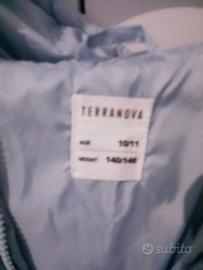 TERRANOVA
AGE 10/11
HEIGHT 140/146
subito